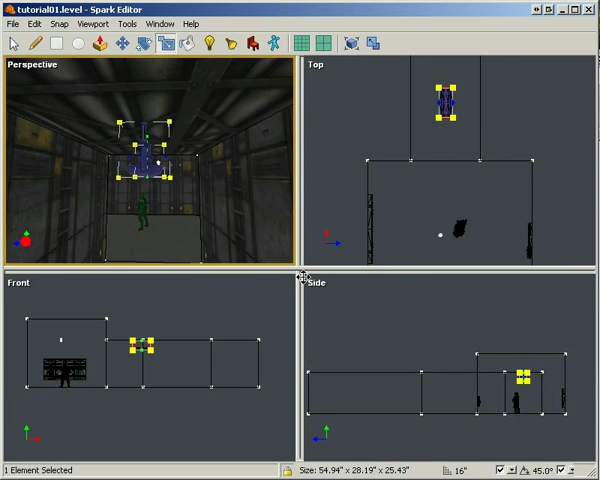 tutorial01.level - Spark Editor
File Edit Snap Viewport Tools Window Help
Perspective
Top
Front
Side
1 Element Selected
Size: 54.94" x 28.19" x 25.43"
16"
45.0°